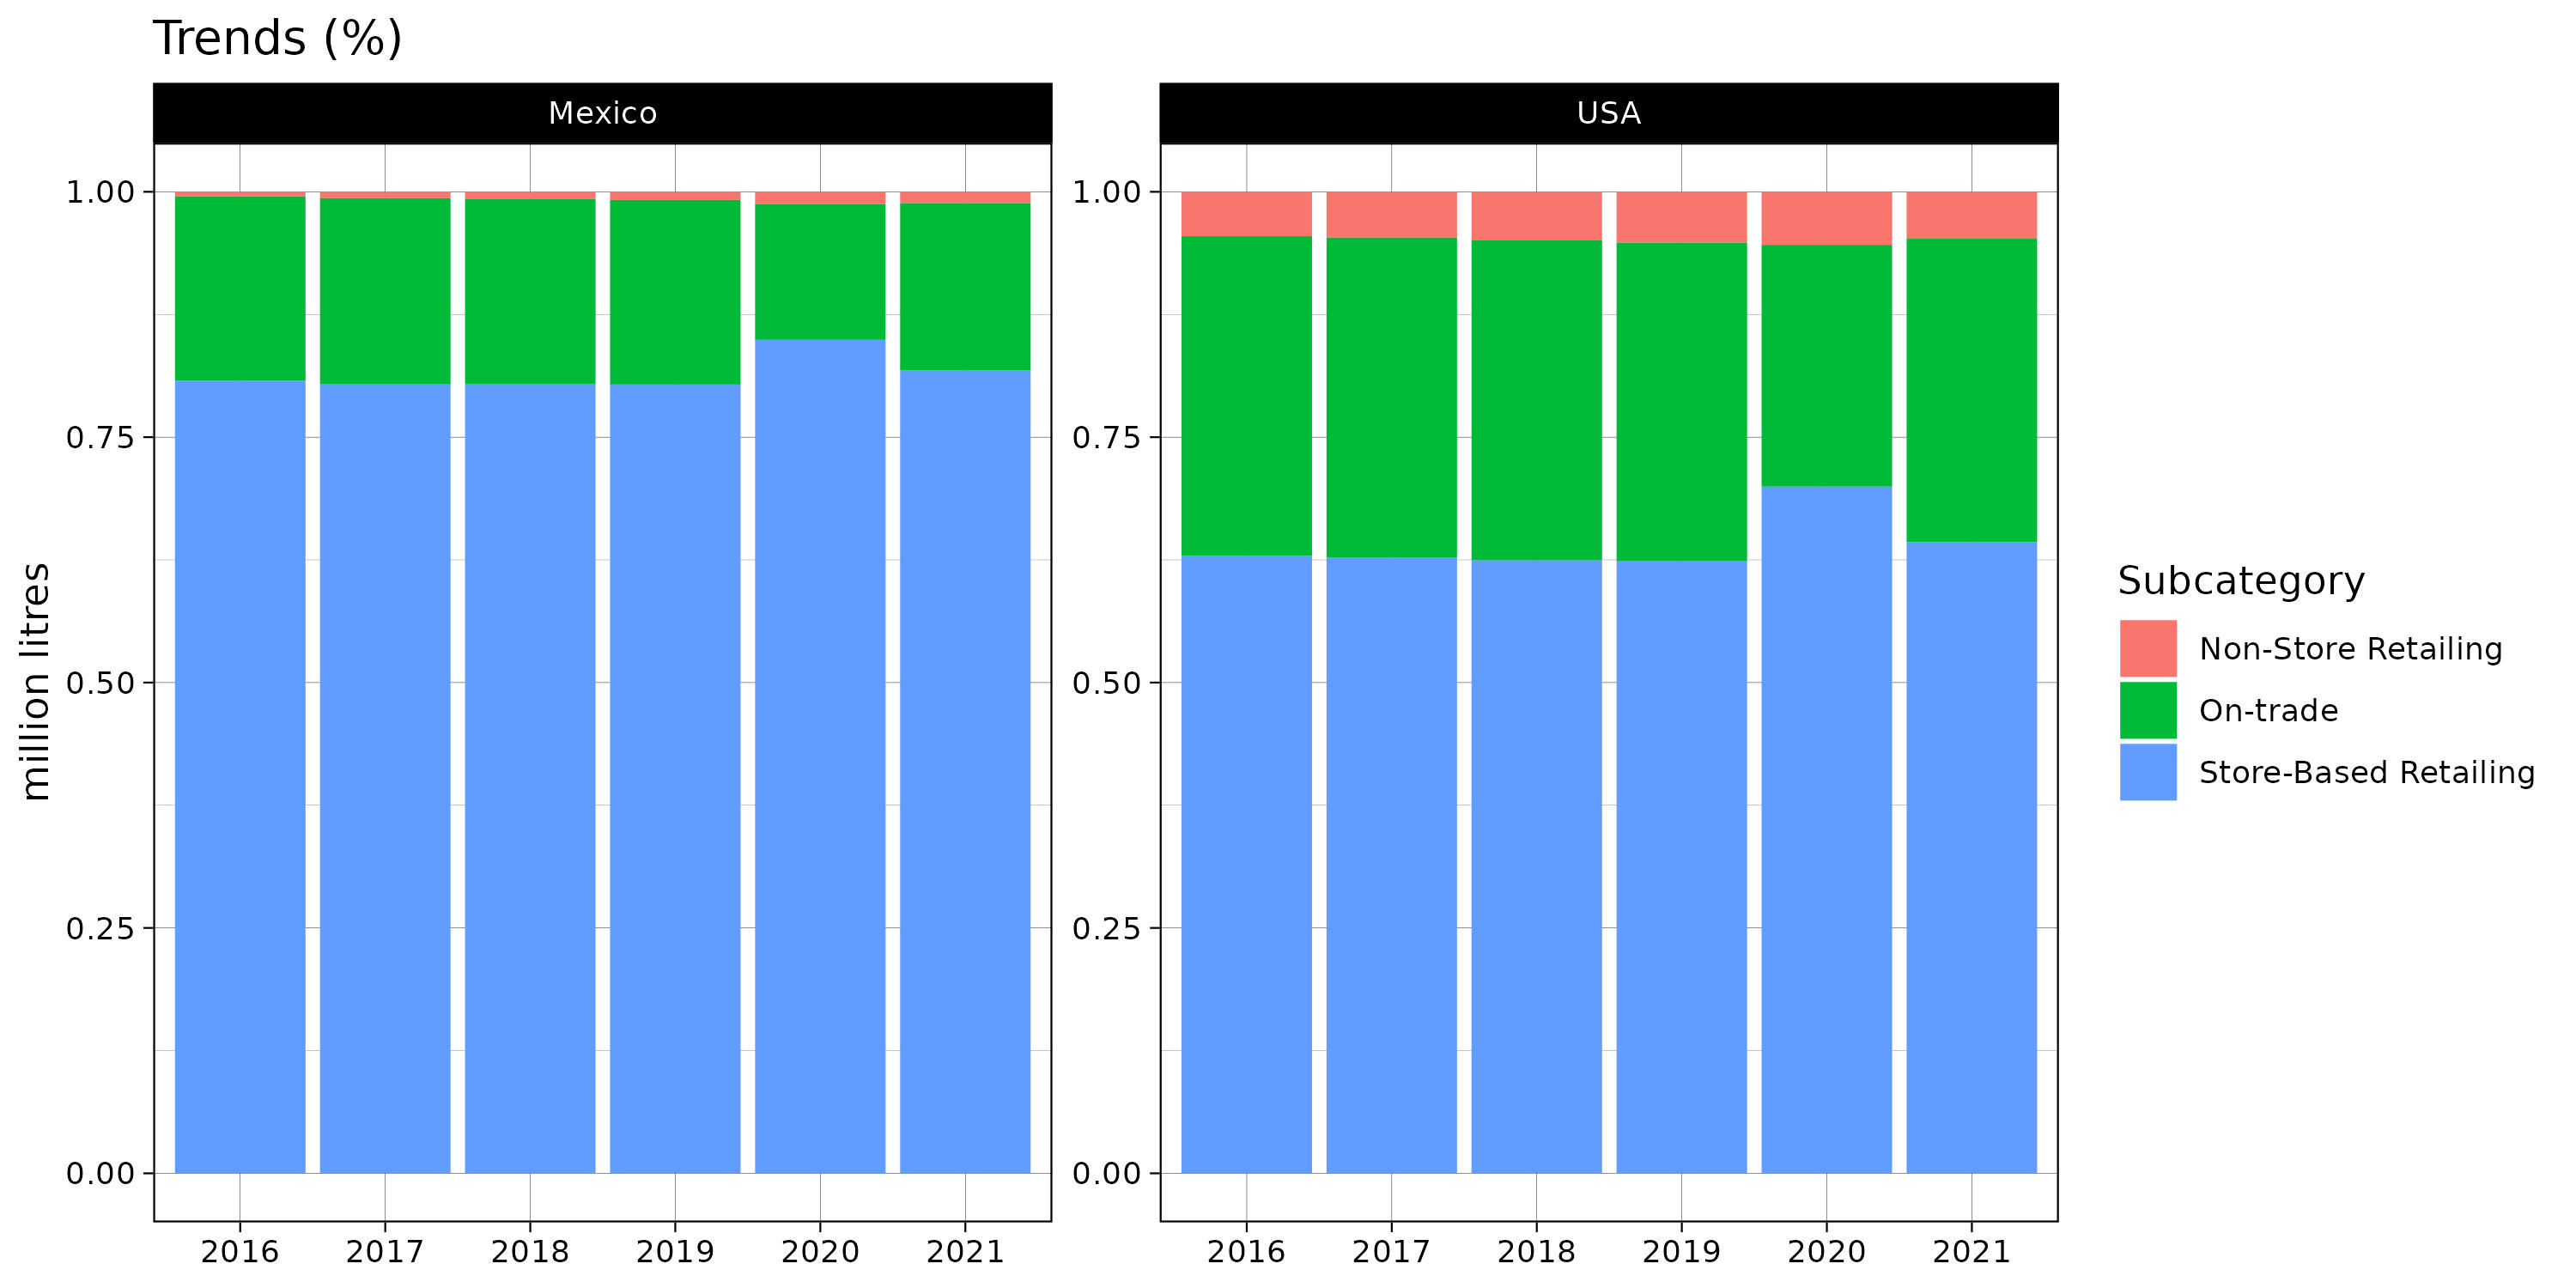 Trends (%)
Mexico
USA
1.00
0.75
0.50
0.25
0.00
1.00
0.75
0.50
0.25
0.00
million litres
2016 2017 2018 2019 2020 2021
2016 2017 2018 2019 2020 2021
Subcategory
Non-Store Retailing
On-trade
Store-Based Retailing